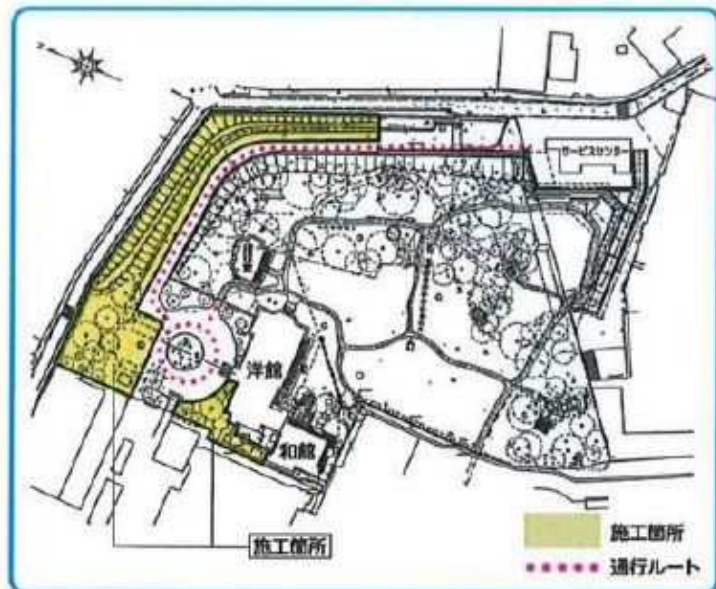 サービスセンター
洋館
和館
施工箇所
施工箇所
通行ルート